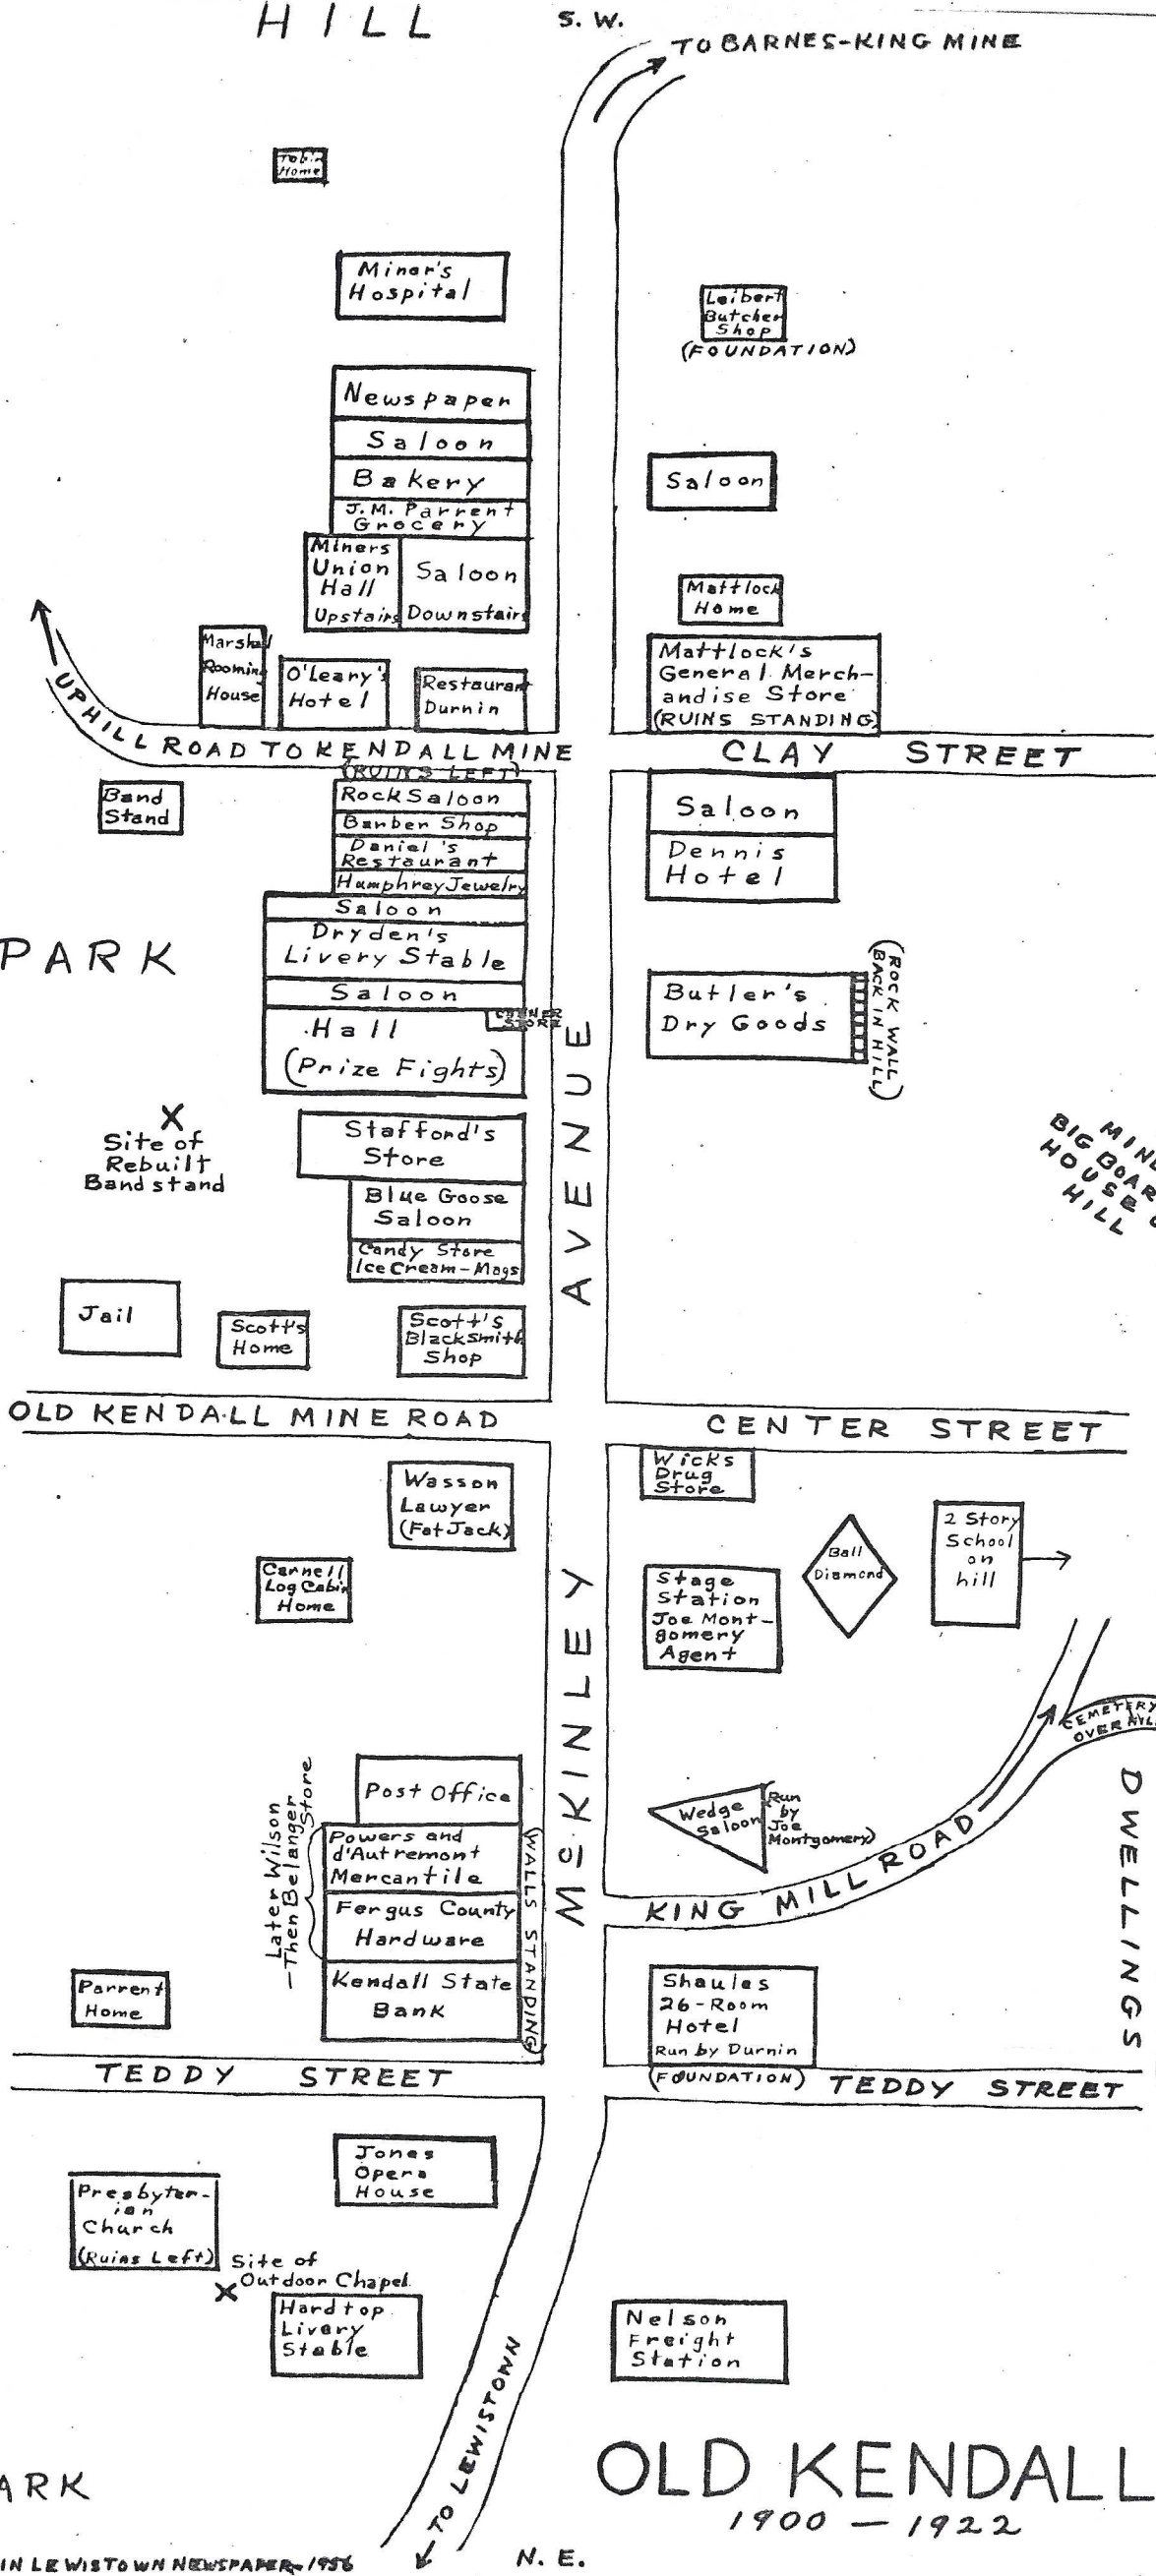 HILL
S. W.
TO BARNES-KING MINE
Tobin
Home
Miner's
Hospital
Leibert
Butcher
Shop
(FOUNDATION)
Newspaper
Saloon
Bakery
J.M. Parrent
Grocery
Miners
Union
Hall
Upstairs
Saloon
Downstairs
Saloon
Mattlock
Home
Marshall
Rooming
House
O'Leary's
Hotel
Restaurant
Durnin
Mattlock's
General Merch-
andise Store
(RUINS STANDING)
UPHILL ROAD TO KENDALL MINE
CLAY STREET
(RUINS LEFT)
Band
Stand
Rock Saloon
Barber Shop
Daniel's
Restaurant
Humphrey Jewelry
Saloon
Dryden's
Livery Stable
Saloon
CORNER
STORE
Hall
(Prize Fights)
Saloon
Dennis
Hotel
PARK
Butler's
Dry Goods
(ROCK WALL
BACK IN HILL)
X
Site of
Rebuilt
Bandstand
Stafford's
Store
Blue Goose
Saloon
Candy Store
Ice Cream-Mags
BIG
HOUSE
HILL
Jail
Scott's
Home
Scott's
Blacksmith
Shop
OLD KENDALL MINE ROAD
CENTER STREET
Wasson
Lawyer
(Fat Jack)
Wicks
Drug
Store
Carnell
Log Cabin
Home
Stage
Station
Joe Mont-
gomery
Agent
Ball
Diamond
2 Story
School
on
hill
McKINLEY AVENUE
CEMETERY
OVER HILL
Post Office
Powers and
d'Autremont
Mercantile
Fergus County
Hardware
Kendall State
Bank
Later Wilson
—Then Belanger
Store
(WALLS STANDING)
Wedge
Saloon
(Run
by
Joe
Montgomery)
KING MILL ROAD
DWELLINGS
Parrent
Home
Shaules
26-Room
Hotel
Run by Durnin
(FOUNDATION)
TEDDY STREET
TEDDY STREET
Jones
Opera
House
Presbyter-
ian
Church
(Ruins Left)
Site of
X Outdoor Chapel
Hardtop
Livery
Stable
Nelson
Freight
Station
TO LEWISTOWN
OLD KENDALL
1900 — 1922
ARK
IN LEWISTOWN NEWSPAPER-1956
N. E.